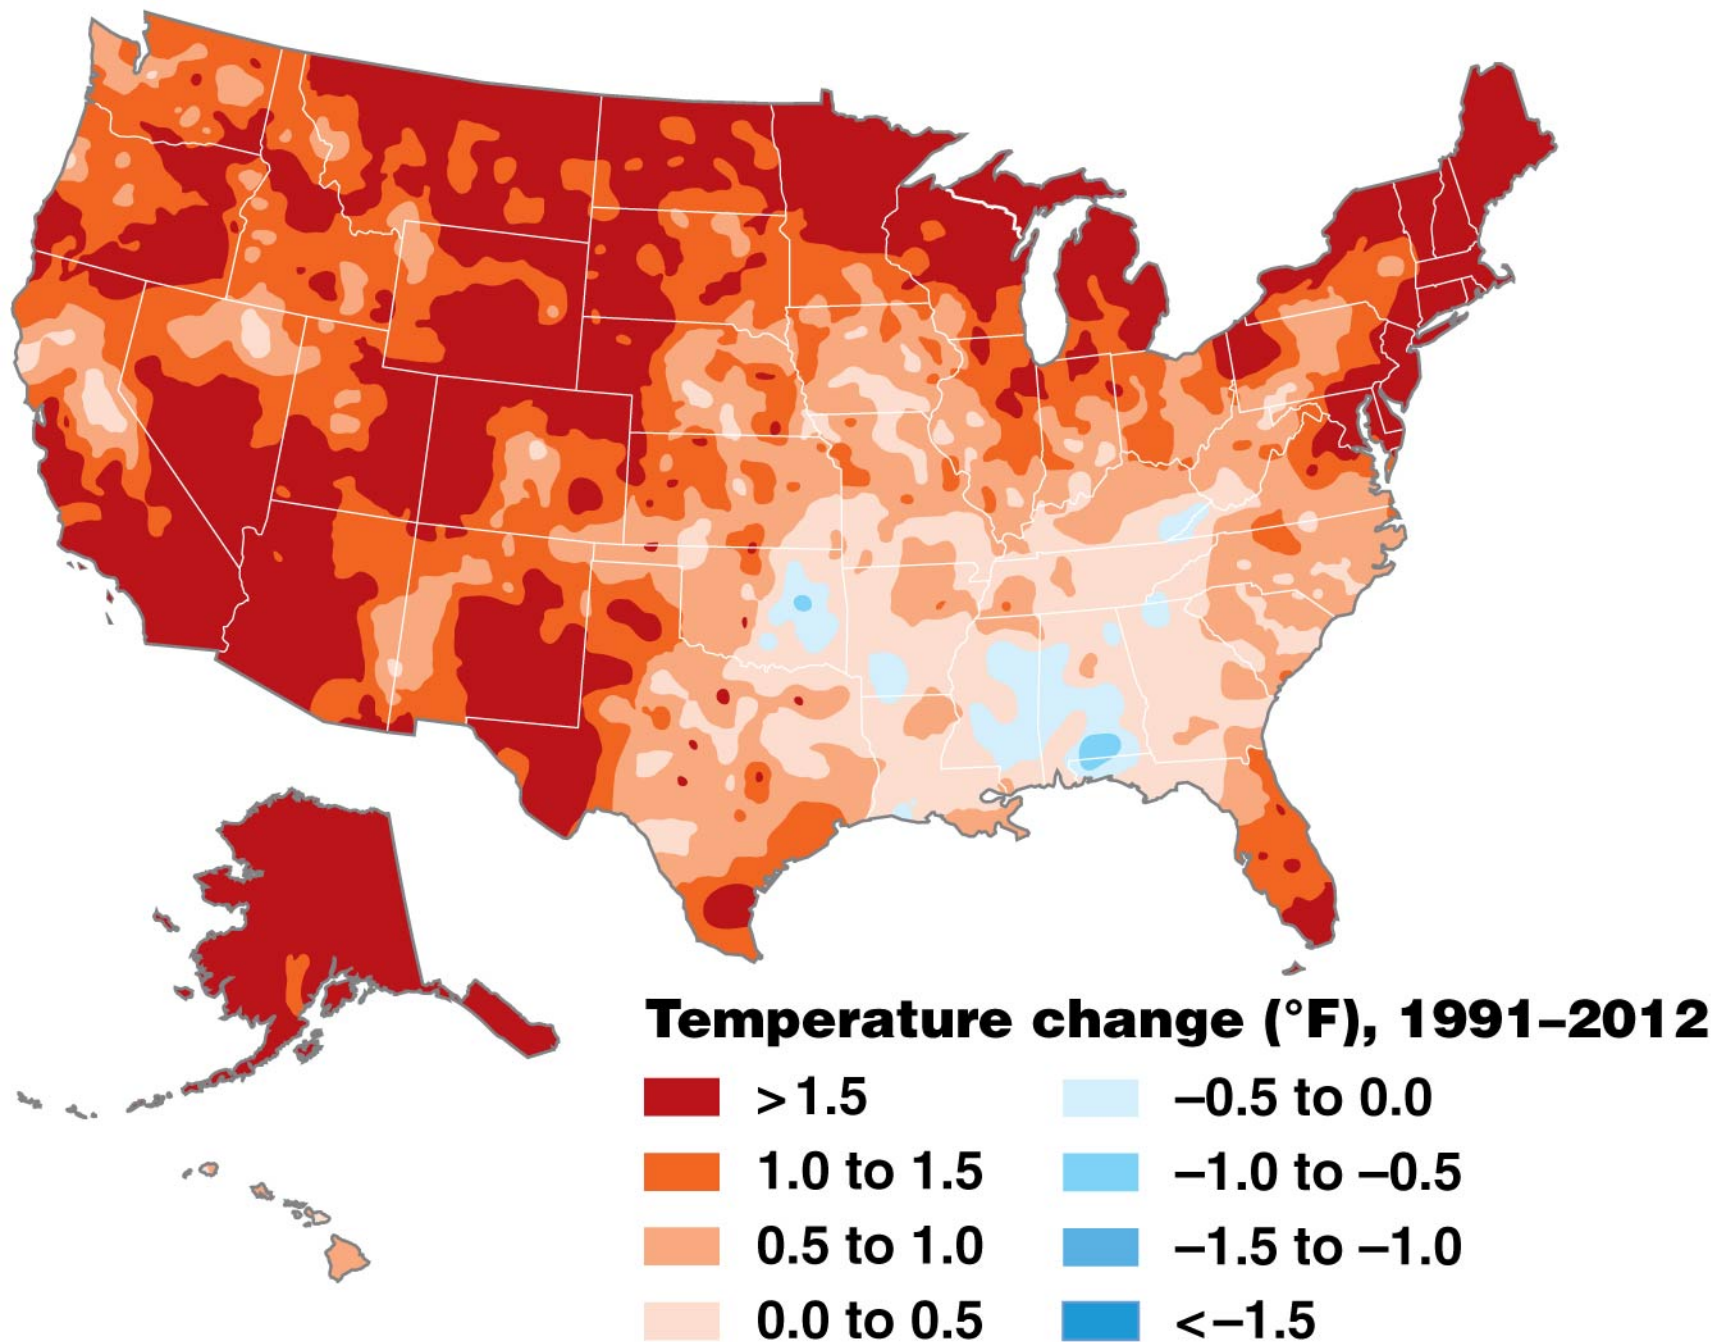 Temperature change (°F), 1991–2012
>1.5
1.0 to 1.5
0.5 to 1.0
0.0 to 0.5
–0.5 to 0.0
–1.0 to –0.5
–1.5 to –1.0
<–1.5